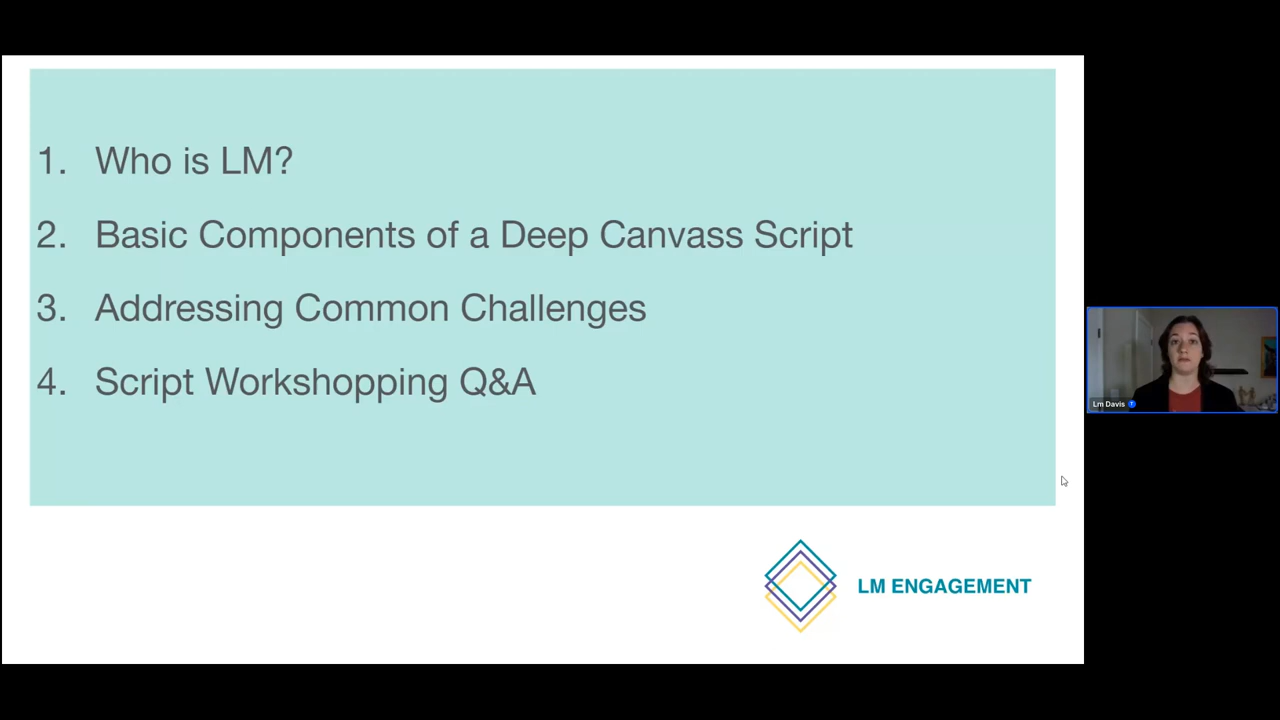 1. Who is LM?
2. Basic Components of a Deep Canvass Script
3. Addressing Common Challenges
4. Script Workshopping Q&A
Lm Davis
LM ENGAGEMENT